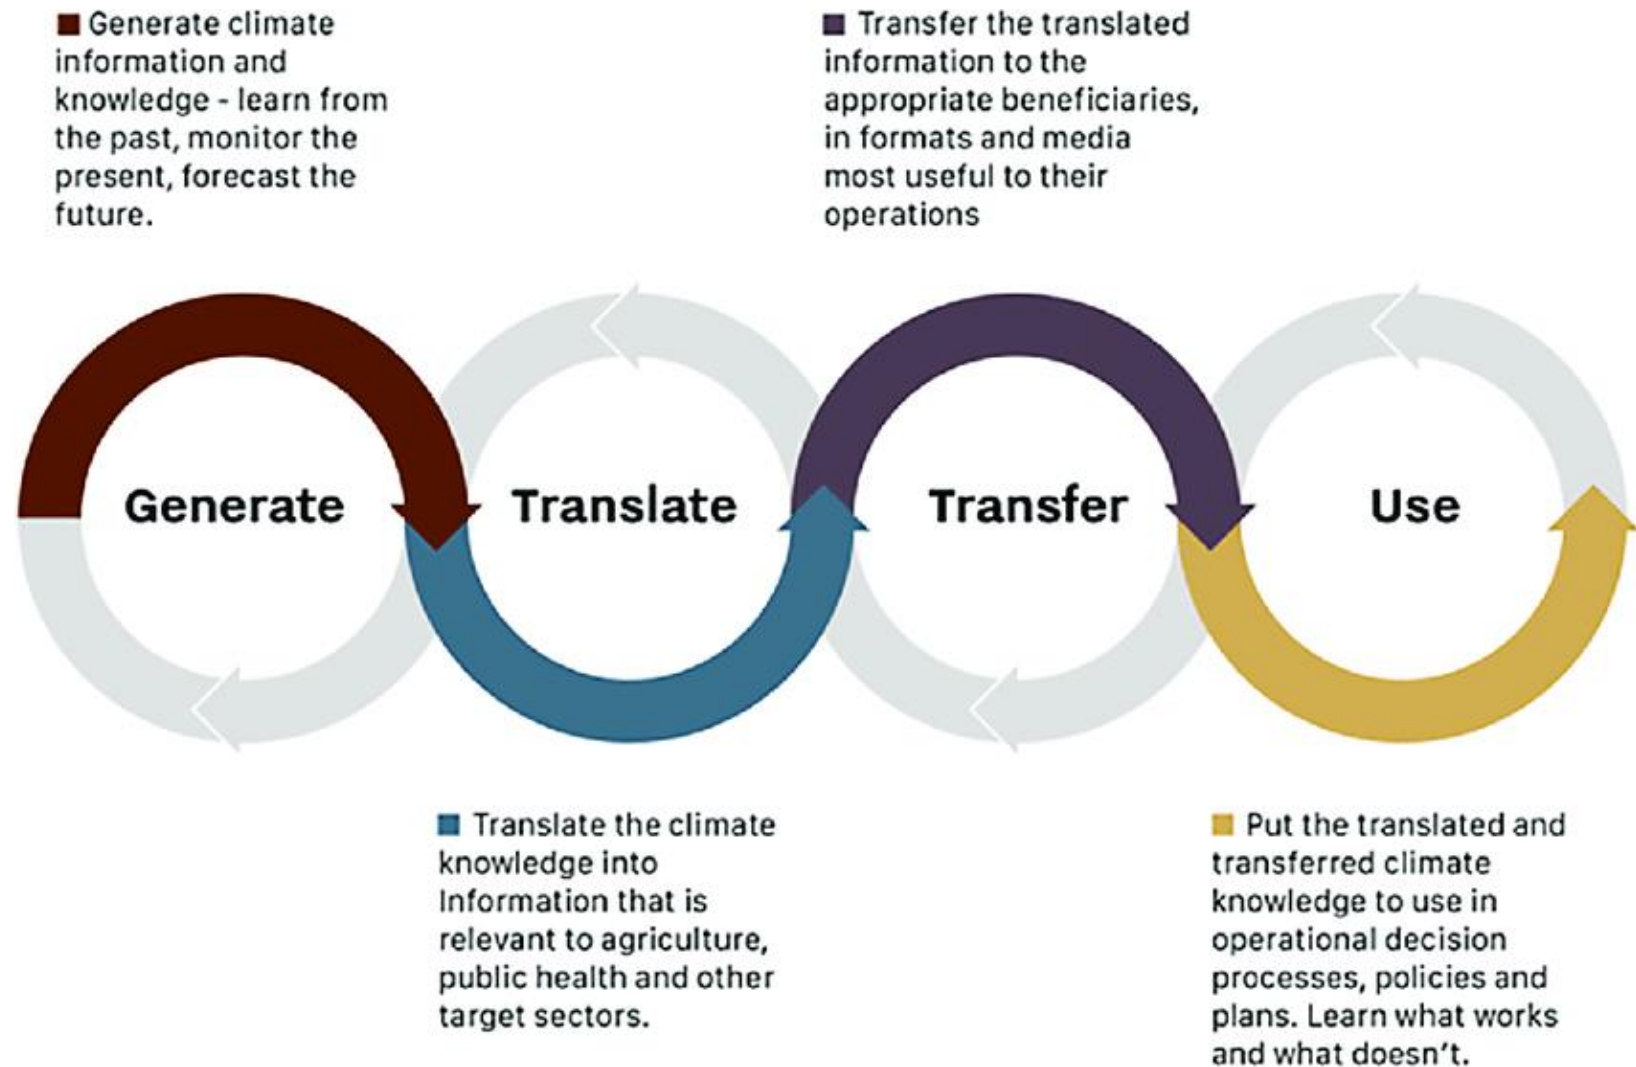 Generate climate
information and
knowledge - learn from
the past, monitor the
present, forecast the
future.
Transfer the translated
information to the
appropriate beneficiaries,
in formats and media
most useful to their
operations
Generate
Translate
Transfer
Use
Translate the climate
knowledge into
Information that is
relevant to agriculture,
public health and other
target sectors.
Put the translated and
transferred climate
knowledge to use in
operational decision
processes, policies and
plans. Learn what works
and what doesn't.